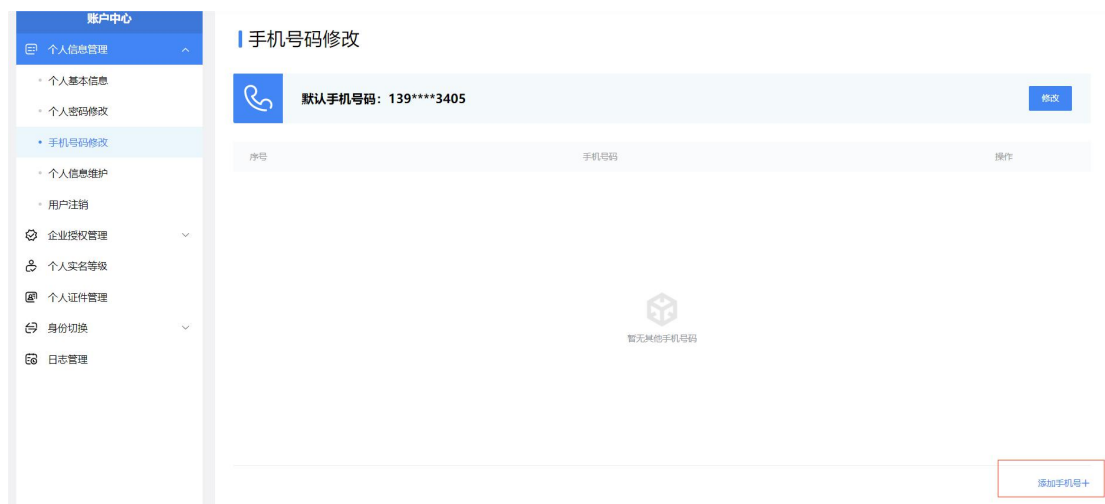 账户中心
个人信息管理
个人基本信息
个人密码修改
手机号码修改
个人信息维护
用户注销
企业授权管理
个人实名等级
个人证件管理
身份切换
日志管理
手机号码修改
默认手机号码：139****3405
修改
序号 手机号码 操作
暂无其他手机号码
添加手机号+